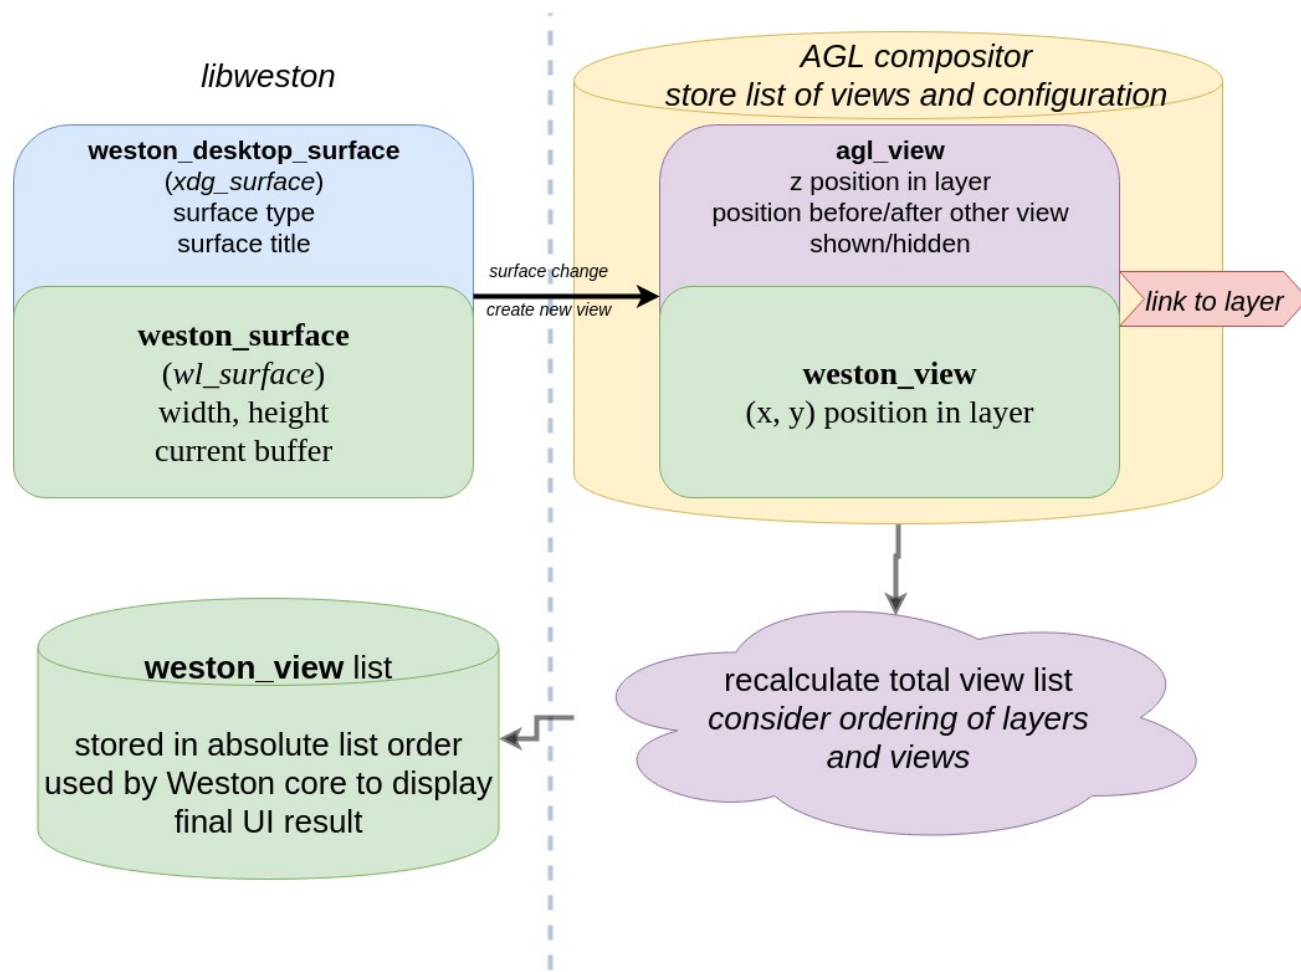 libweston
AGL compositor
store list of views and configuration
weston_desktop_surface
(xdg_surface)
surface type
surface title
weston_surface
(wl_surface)
width, height
current buffer
surface change
create new view
agl_view
z position in layer
position before/after other view
shown/hidden
weston_view
(x, y) position in layer
link to layer
weston_view list
stored in absolute list order
used by Weston core to display
final UI result
recalculate total view list
consider ordering of layers
and views